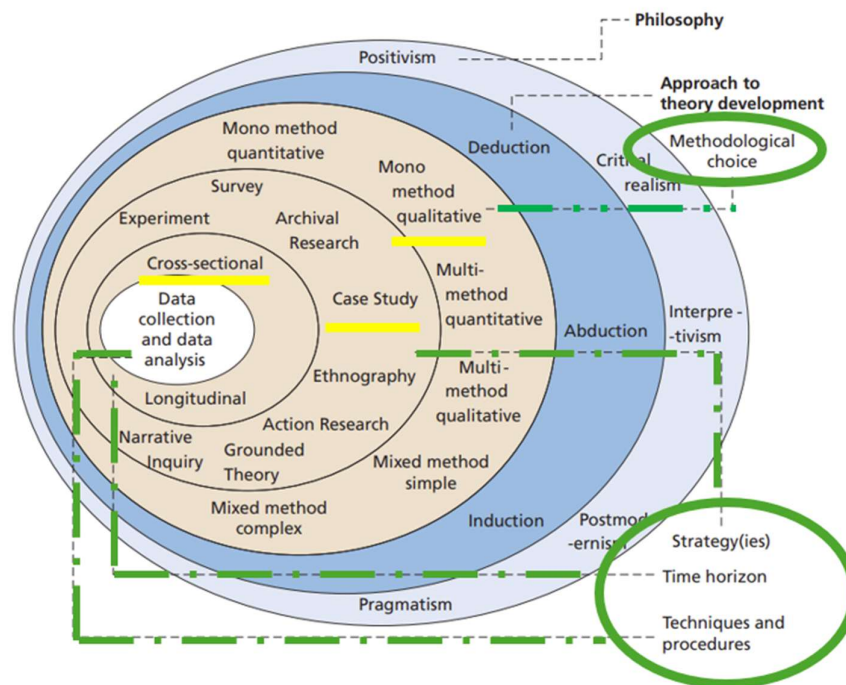 Philosophy
Positivism
Approach to
theory development
Mono method
quantitative
Deduction
Methodological
choice
Critical
realism
Mono
method
qualitative
Survey
Experiment
Archival
Research
Cross-sectional
Data
collection
and data
analysis
Case Study
Multi-
method
quantitative
Abduction
Interpre -
-tivism
Ethnography
Multi -
method
qualitative
Longitudinal
Action Research
Narrative
Inquiry
Grounded
Theory
Mixed method
simple
Mixed method
complex
Induction
Postmod
-ernism
Strategy(ies)
Time horizon
Pragmatism
Techniques and
procedures